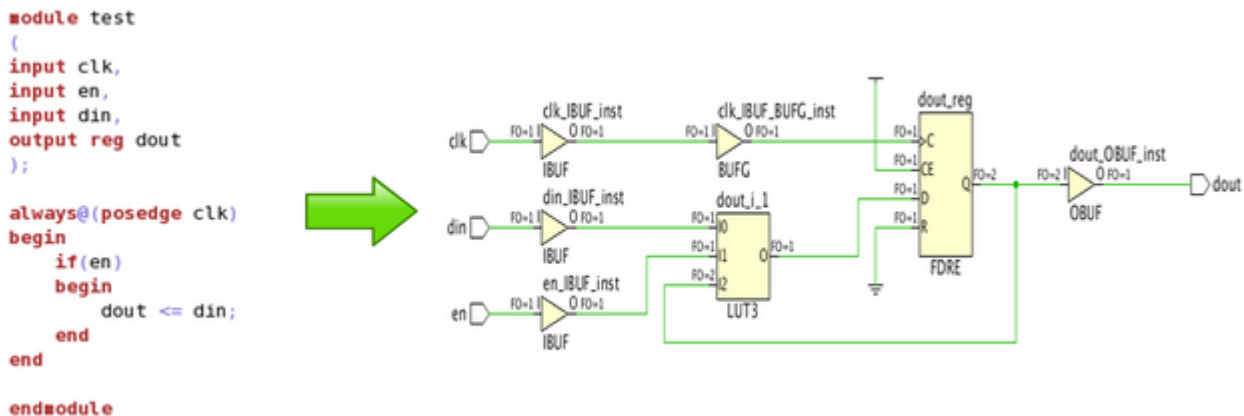 module test
(
input clk,
input en,
input din,
output reg dout
);
always@(posedge clk)
begin
if(en)
begin
dout <= din;
end
end
endmodule
clk_IBUF_inst
clk_IBUF_BUFG_inst
dout_reg
clk
FO=1 I
O FO=1
FO=1 I
O FO=1
FO=1
C
IBUF
BUFG
FO=1
CE
dout_OBUF_inst
Q
FO=2
FO=2 I
O FO=1
dout
din_IBUF_inst
dout_i_1
FO=1
D
OBUF
din
FO=1 I
O FO=1
FO=1
I0
FO=1
R
IBUF
FO=1
I1
O
FO=1
FDRE
en_IBUF_inst
FO=2
I2
en
FO=1 I
O FO=1
LUT3
IBUF